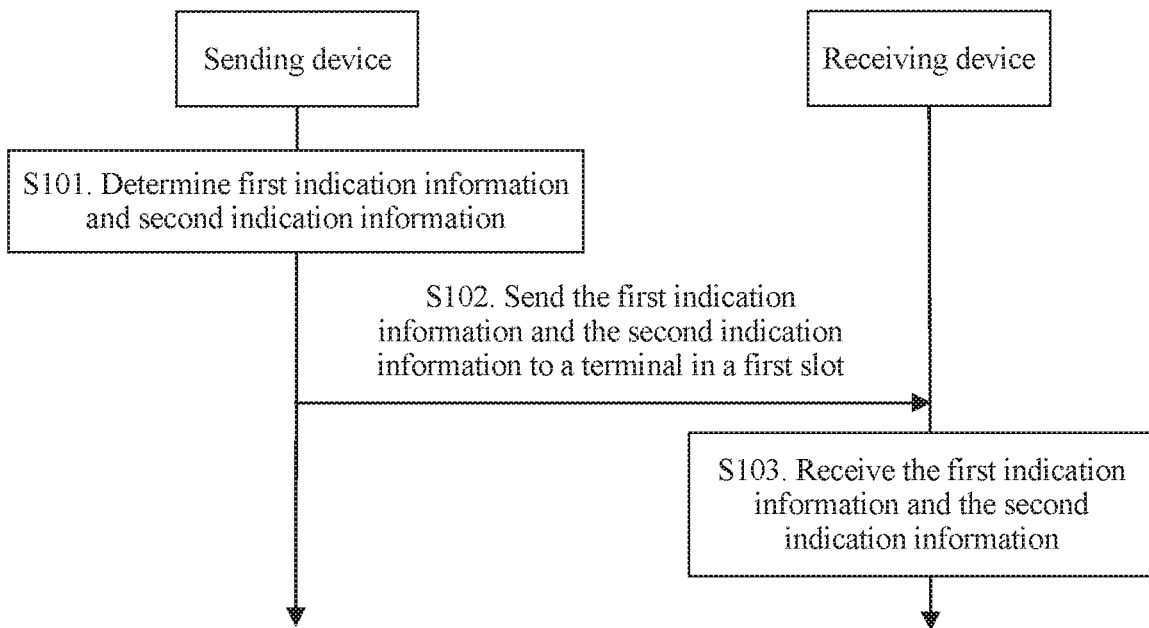 Sending device
Receiving device
S101. Determine first indication information
and second indication information
S102. Send the first indication
information and the second indication
information to a terminal in a first slot
S103. Receive the first indication
information and the second
indication information